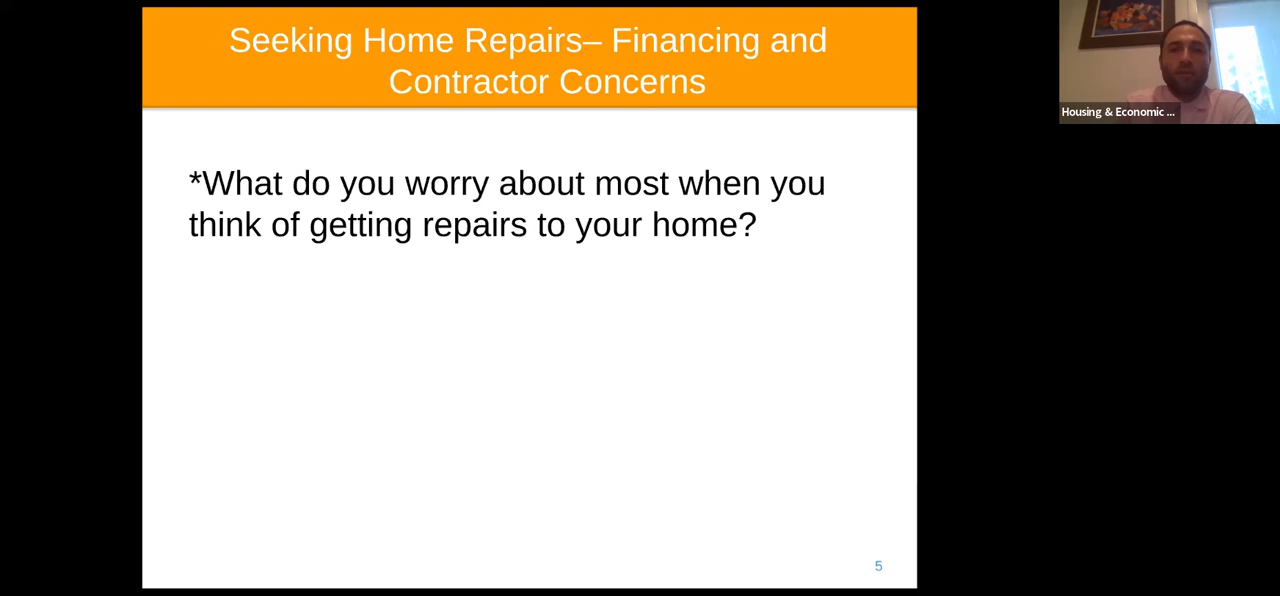 Seeking Home Repairs– Financing and
Contractor Concerns
*What do you worry about most when you
think of getting repairs to your home?
5
Housing & Economic ...